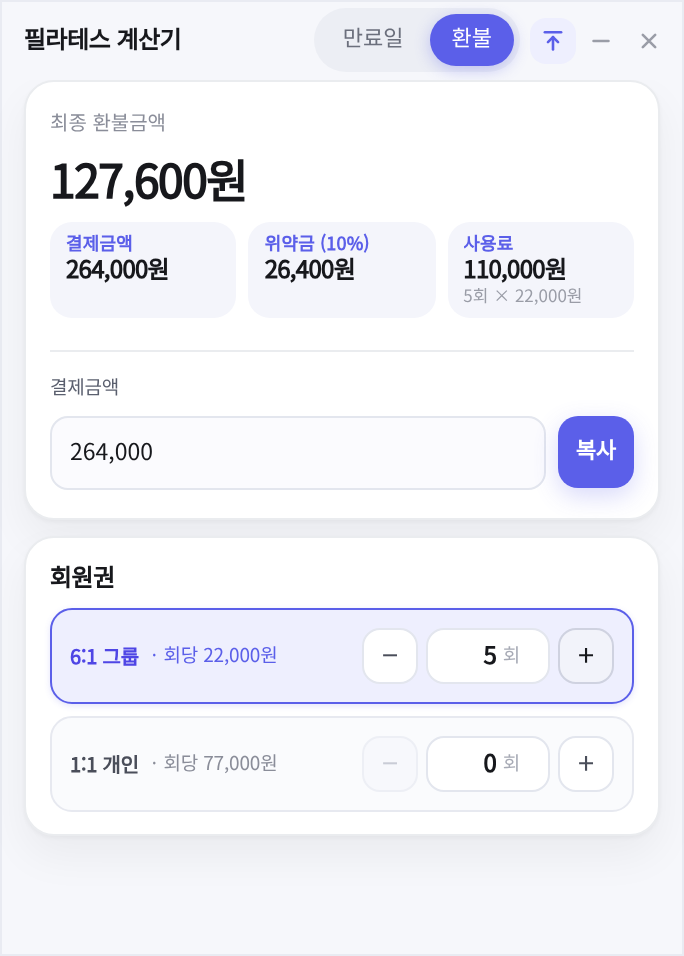 필라테스 계산기
만료일 환불
최종 환불금액
127,600원
결제금액 위약금 (10%) 사용료
264,000원 26,400원 110,000원
5회 × 22,000원
결제금액
264,000 복사
회원권
6:1 그룹 · 회당 22,000원 − 5 회 +
1:1 개인 · 회당 77,000원 − 0 회 +